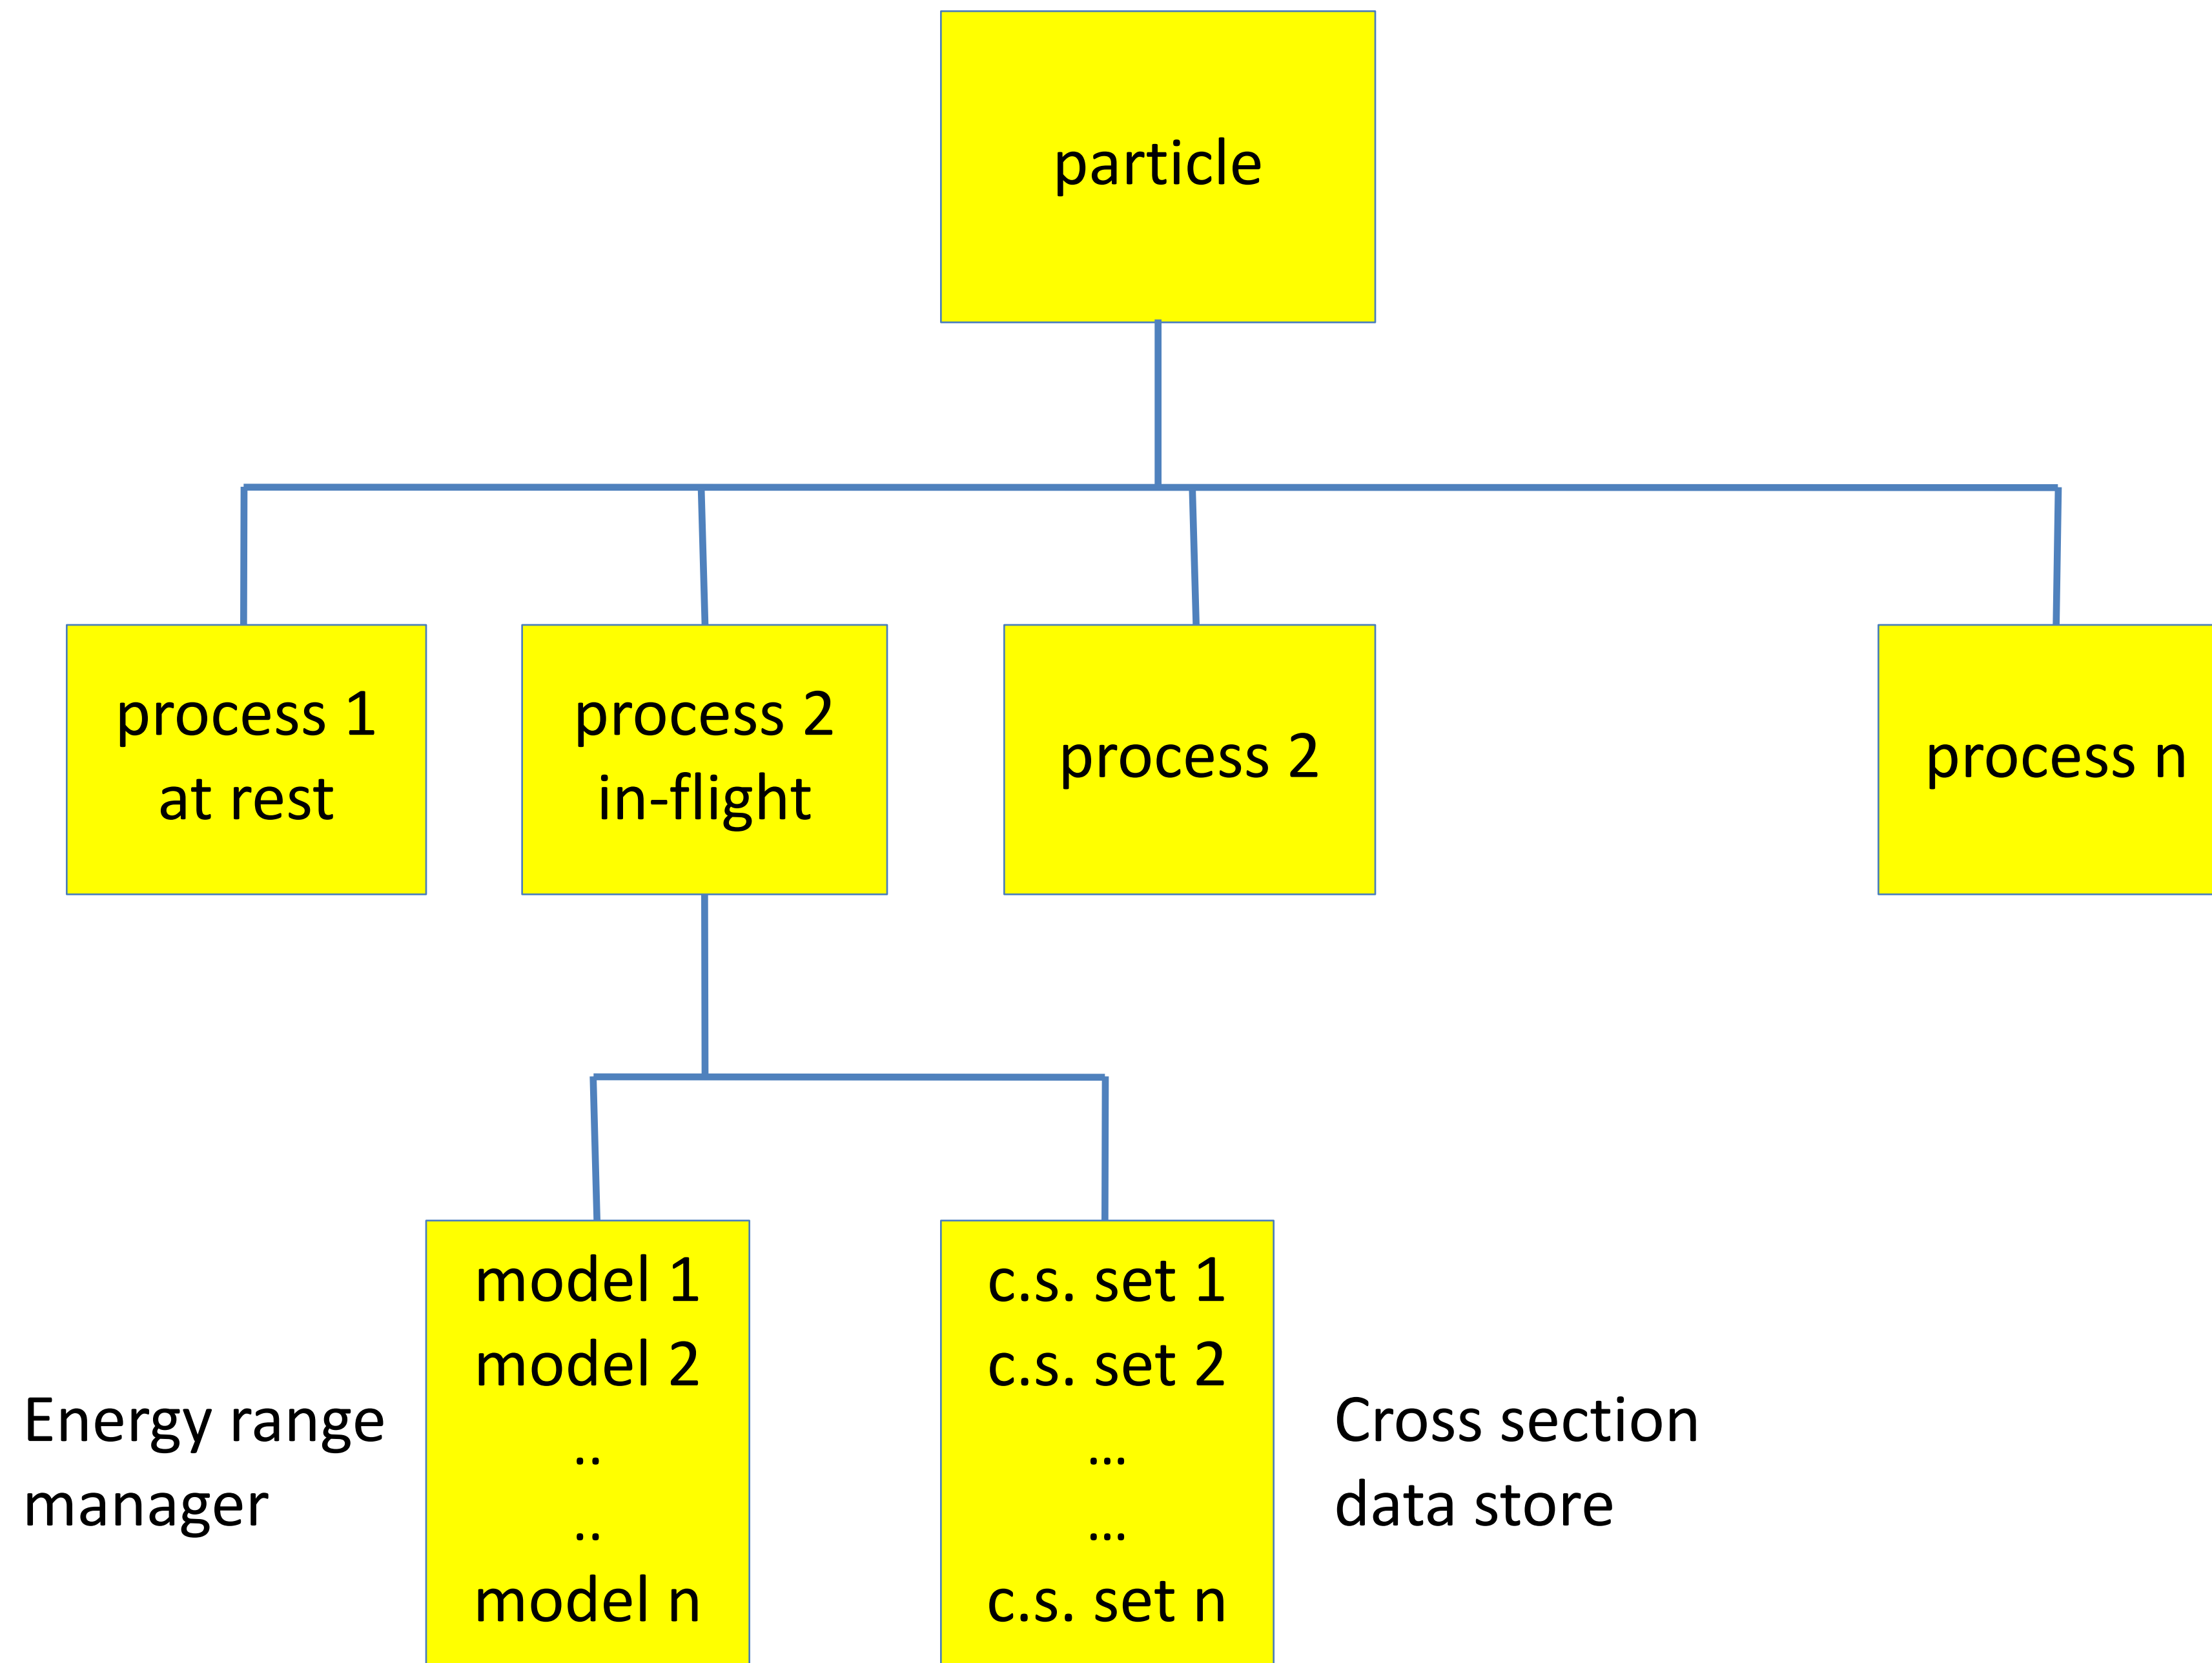 particle
process 1
at rest
process 2
in-flight
process 2
process n
Energy range
manager
model 1
model 2
..
..
model n
c.s. set 1
c.s. set 2
...
...
c.s. set n
Cross section
data store